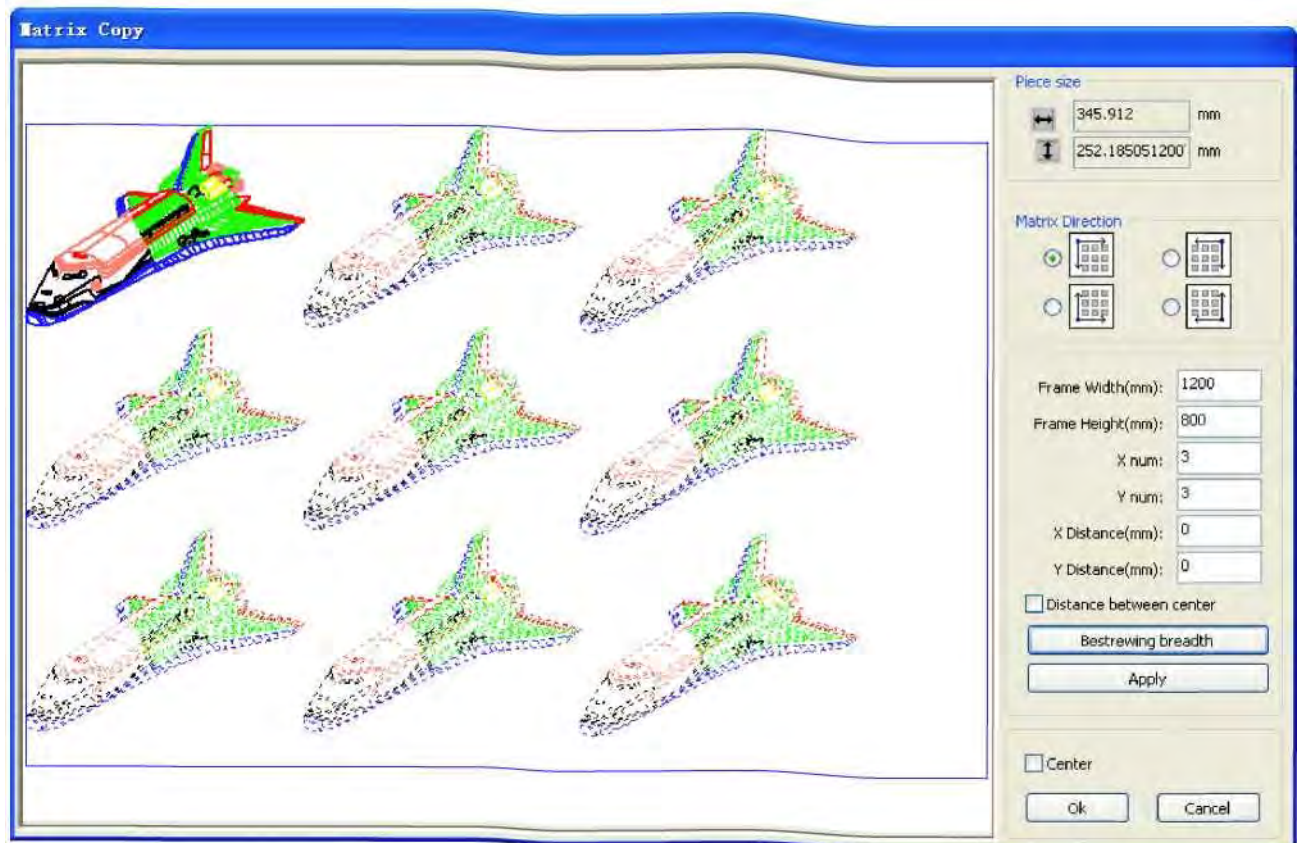 Matrix Copy
Piece size
345.912 mm
252.185051200 mm
Matrix Direction
Frame Width(mm): 1200
Frame Height(mm): 800
X num: 3
Y num: 3
X Distance(mm): 0
Y Distance(mm): 0
Distance between center
Bestrewing breadth
Apply
Center
Ok Cancel